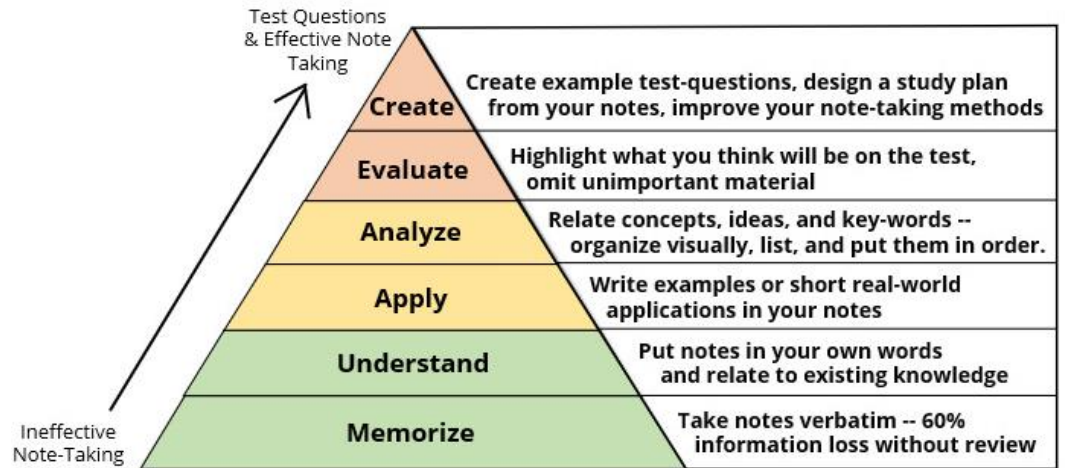 Test Questions
& Effective Note
Taking
Create
Create example test-questions, design a study plan
from your notes, improve your note-taking methods
Evaluate
Highlight what you think will be on the test,
omit unimportant material
Analyze
Relate concepts, ideas, and key-words --
organize visually, list, and put them in order.
Apply
Write examples or short real-world
applications in your notes
Understand
Put notes in your own words
and relate to existing knowledge
Memorize
Take notes verbatim -- 60%
information loss without review
Ineffective
Note-Taking